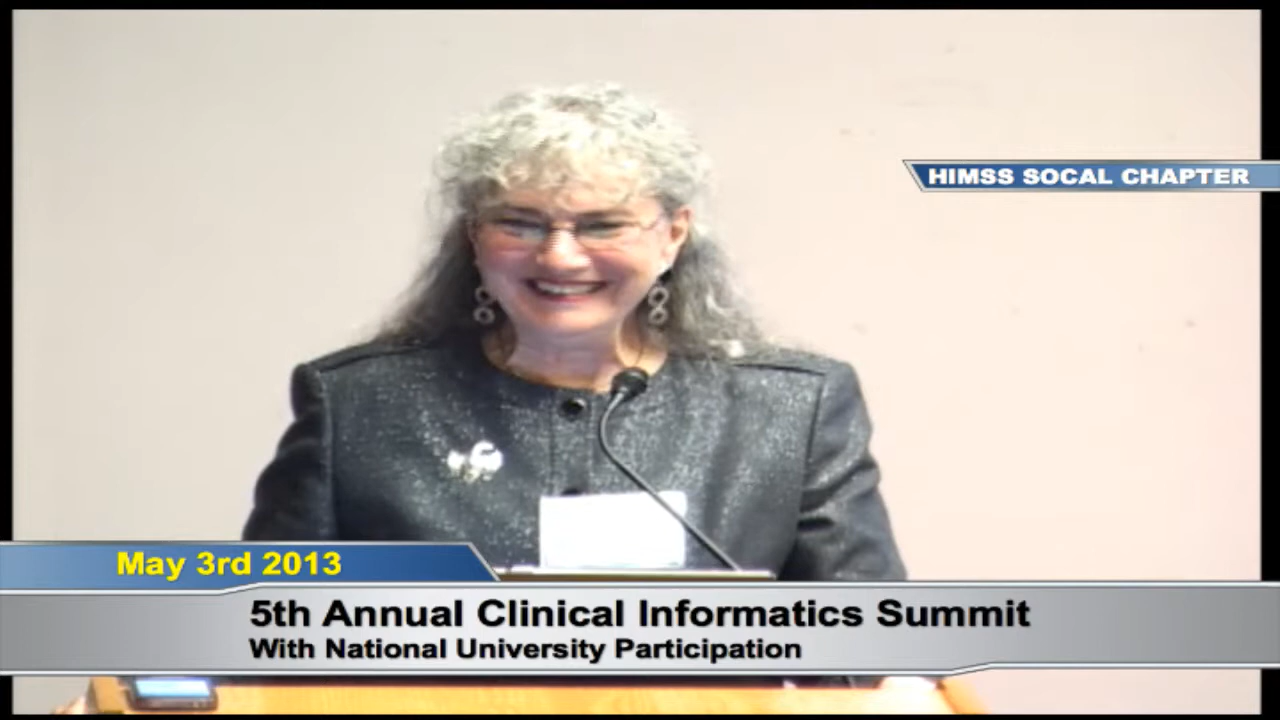 HIMSS SOCAL CHAPTER
May 3rd 2013
5th Annual Clinical Informatics Summit
With National University Participation